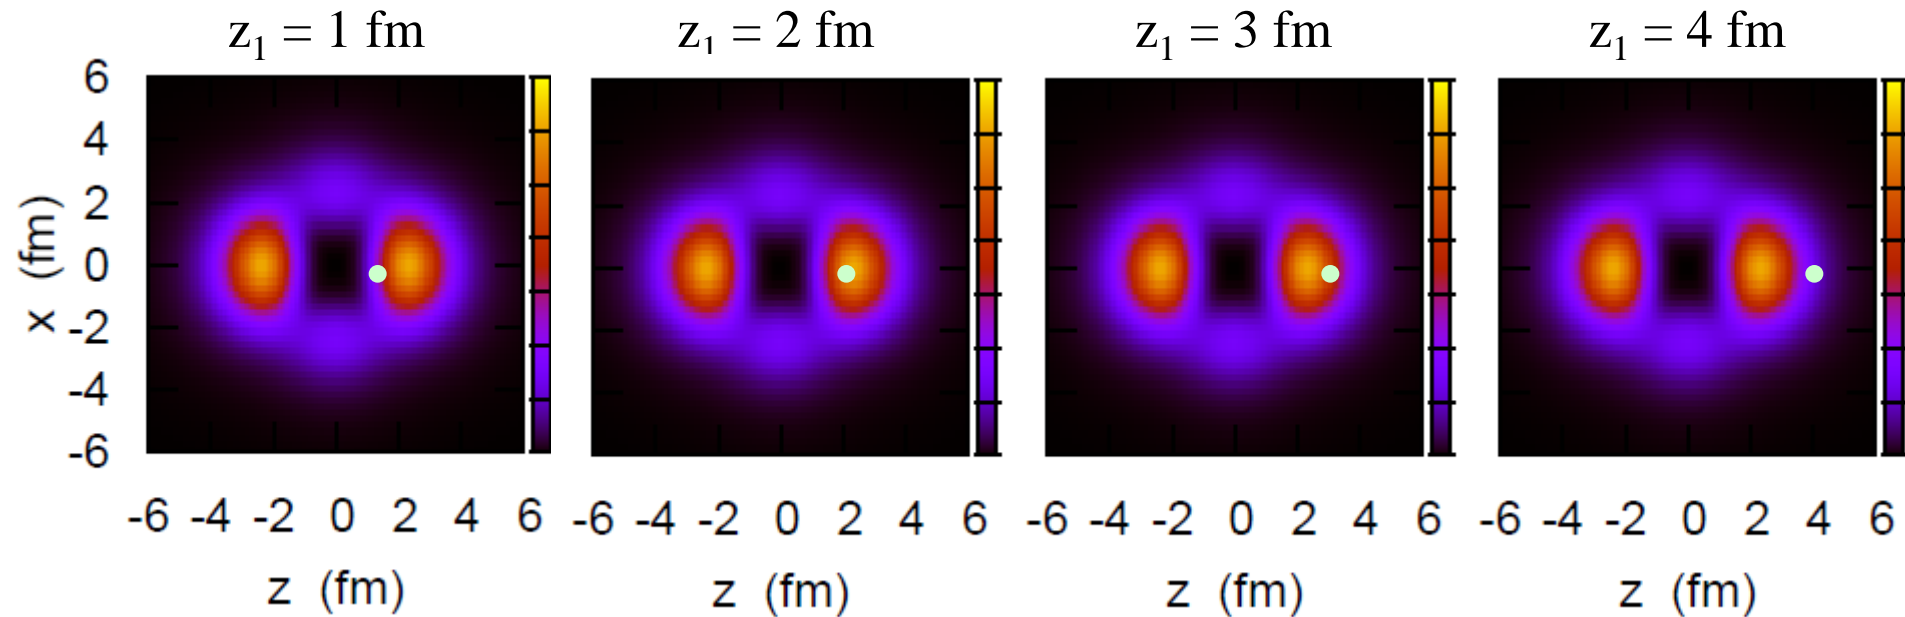 z₁ = 1 fm z₁ = 2 fm z₁ = 3 fm z₁ = 4 fm
6
4
2
0
-2
-4
-6
x (fm)
-6 -4 -2 0 2 4 6 -6 -4 -2 0 2 4 6 -6 -4 -2 0 2 4 6 -6 -4 -2 0 2 4 6
z (fm) z (fm) z (fm) z (fm)